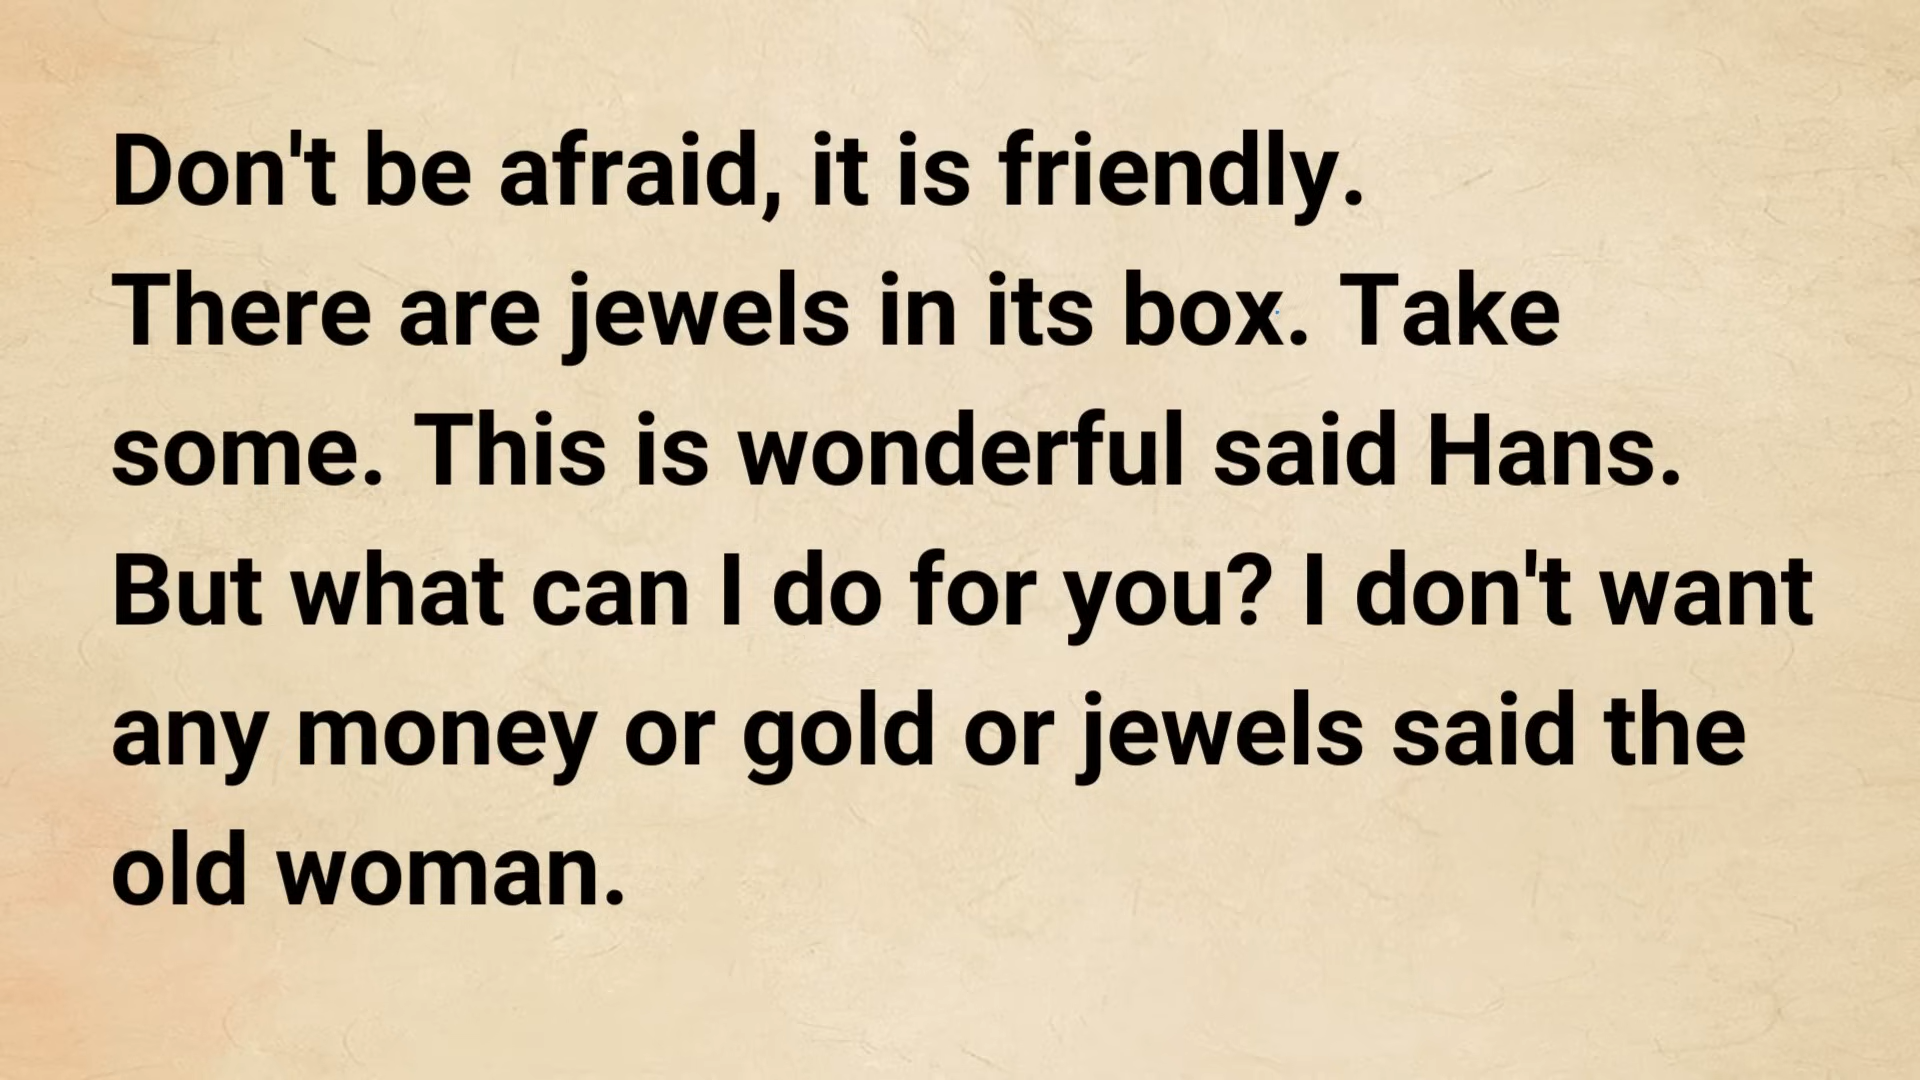 Don't be afraid, it is friendly.
There are jewels in its box. Take
some. This is wonderful said Hans.
But what can I do for you? I don't want
any money or gold or jewels said the
old woman.